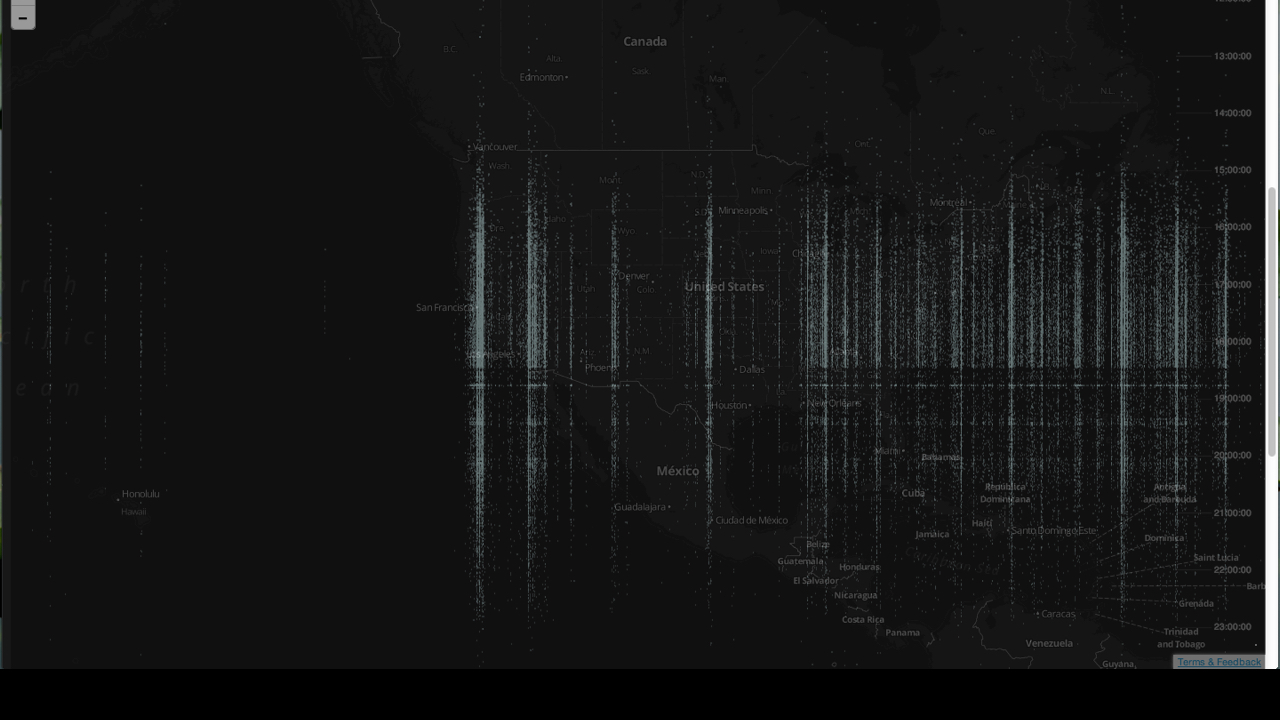 −
Canada
13:00:00
B.C.
Alta
Sask.
Edmonton
Man.
N.L.
14:00:00
Que.
Vancouver
Ont.
Wash.
15:00:00
Mont.
N.D.
Minn
Montréal
S.D.
Minneapolis
Ore.
16:00:00
Wyo.
Iowa
Denver
Utah
Colo.
United States
17:00:00
San Francisco
18:00:00
Los Angeles
N.M.
Atlanta
Phoenix
Dallas
Houston
New Orleans
19:00:00
Miami
Bahamas
20:00:00
México
Honolulu
Hawaii
Cuba
República
Dominicana
Antigua
and Barbuda
Guadalajara
Ciudad de México
Haiti
Jamaica
Santo Domingo Este
21:00:00
Dominica
Belize
Guatemala
Honduras
Saint Lucia
22:00:00
El Salvador
Nicaragua
Barb
Grenada
Costa Rica
Caracas
Panama
23:00:00
Trinidad
and Tobago
Venezuela
Guyana
Terms & Feedback